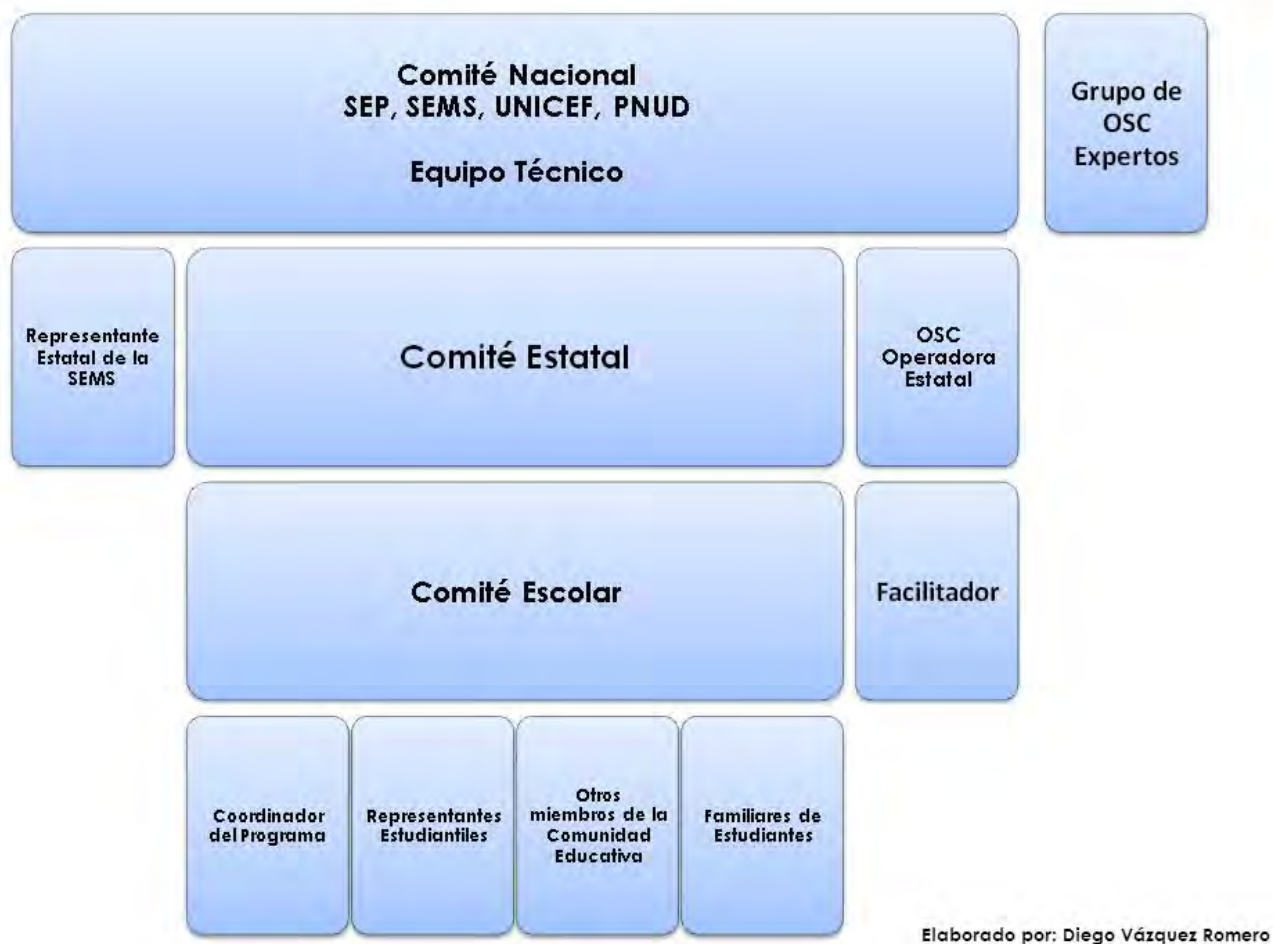 Comité Nacional
SEP, SEMS, UNICEF, PNUD
Equipo Técnico
Grupo de
OSC
Expertos
Representante
Estatal de la
SEMS
Comité Estatal
OSC
Operadora
Estatal
Comité Escolar
Facilitador
Coordinador
del Programa
Representantes
Estudiantiles
Otros
miembros de la
Comunidad
Educativa
Familiares de
Estudiantes
Elaborado por: Diego Vázquez Romero